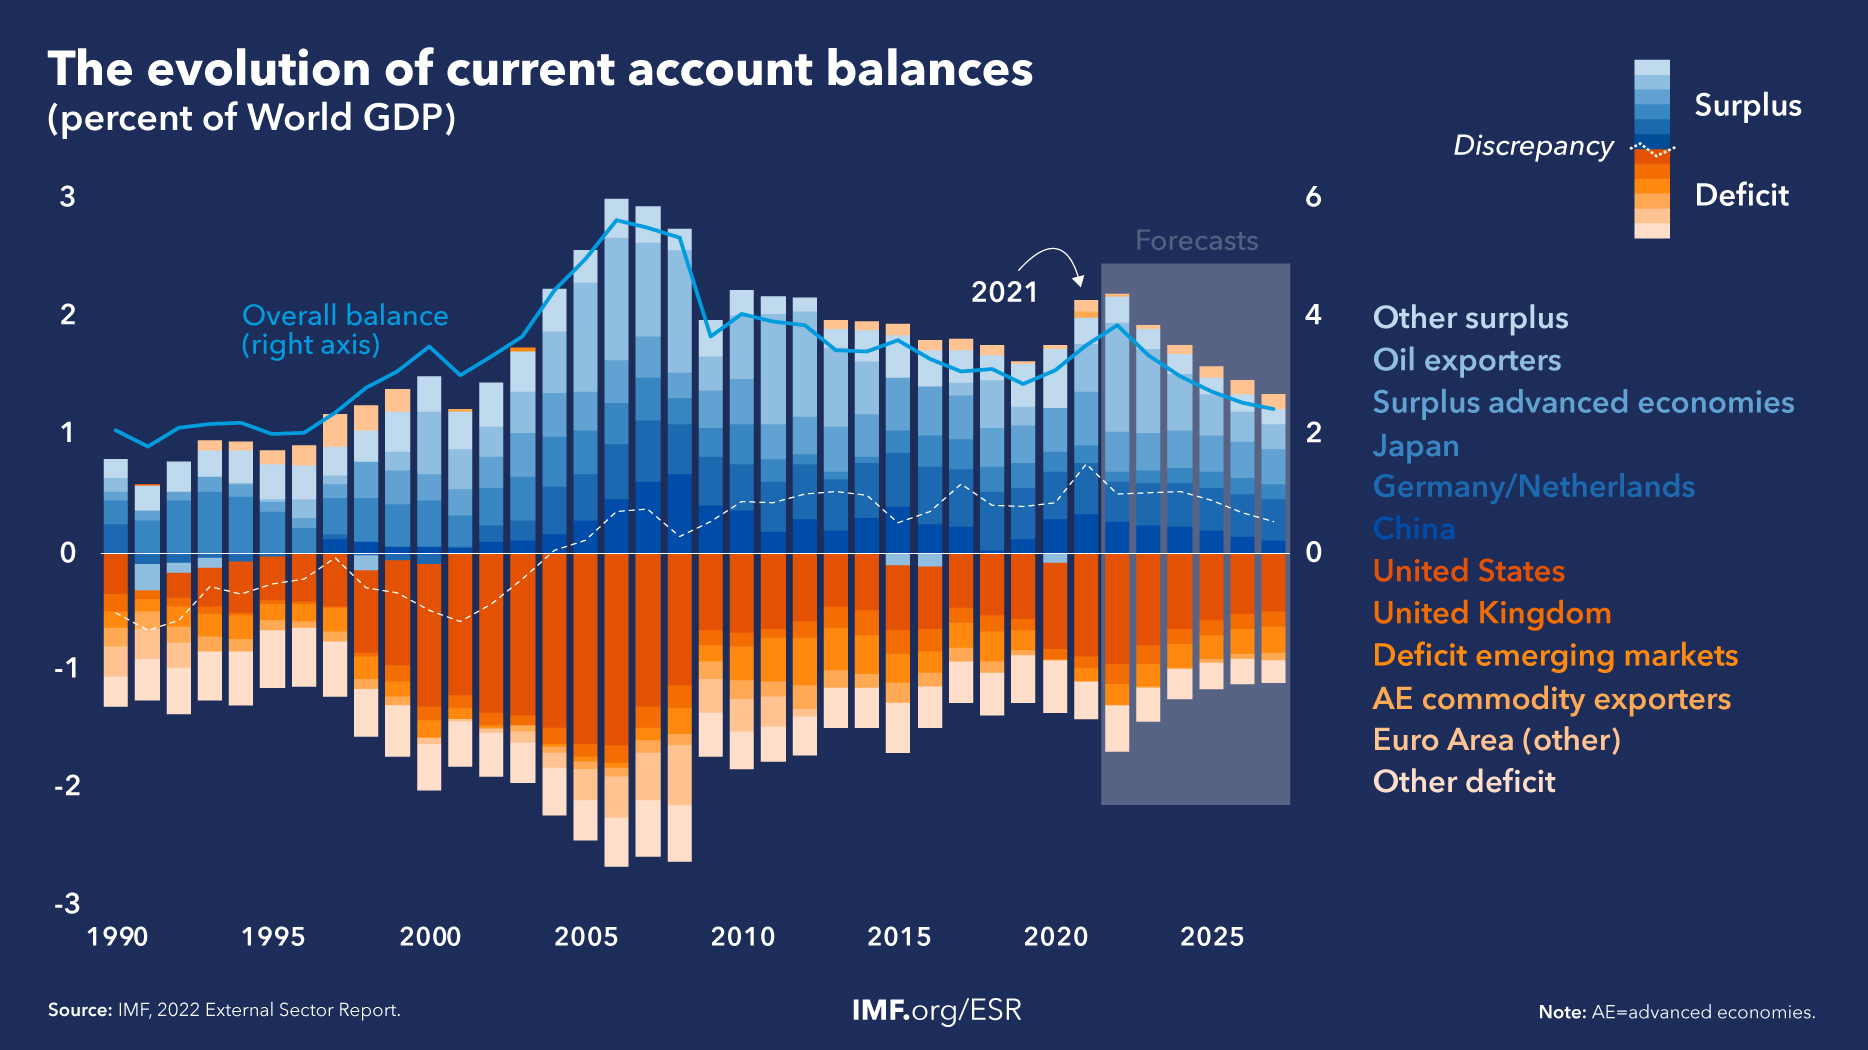 The evolution of current account balances
(percent of World GDP)
Surplus
Discrepancy
Deficit
3
2
1
0
-1
-2
-3
6
4
2
0
Overall balance
(right axis)
2021
Forecasts
Other surplus
Oil exporters
Surplus advanced economies
Japan
Germany/Netherlands
China
United States
United Kingdom
Deficit emerging markets
AE commodity exporters
Euro Area (other)
Other deficit
1990 1995 2000 2005 2010 2015 2020 2025
Source: IMF, 2022 External Sector Report.
IMF.org/ESR
Note: AE=advanced economies.